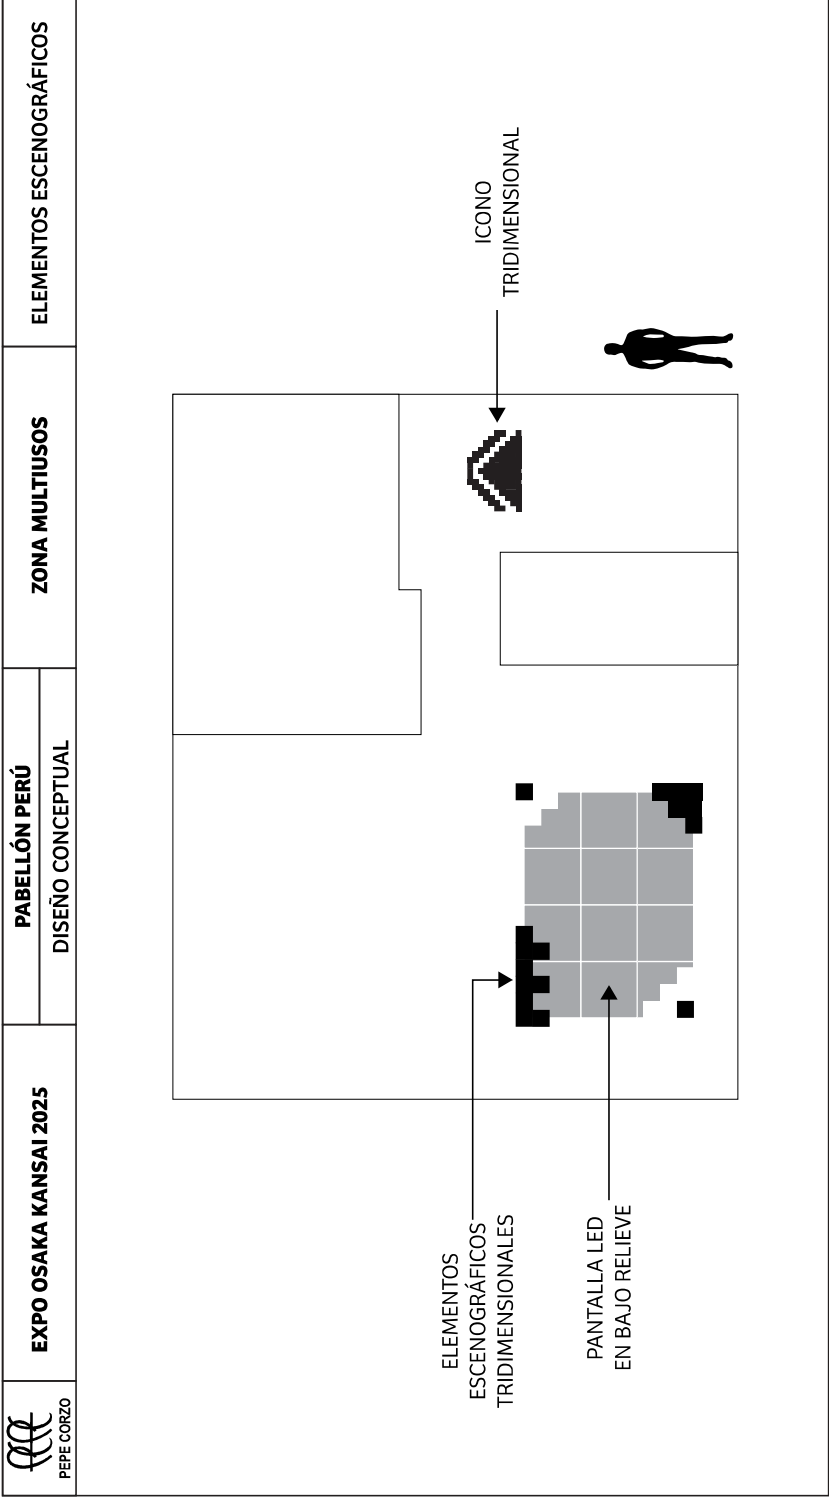 PEPE CORZO
EXPO OSAKA KANSAI 2025
PABELLÓN PERÚ
DISEÑO CONCEPTUAL
ZONA MULTIUSOS
ELEMENTOS ESCENOGRÁFICOS
ELEMENTOS
ESCENOGRÁFICOS
TRIDIMENSIONALES
PANTALLA LED
EN BAJO RELIEVE
ICONO
TRIDIMENSIONAL